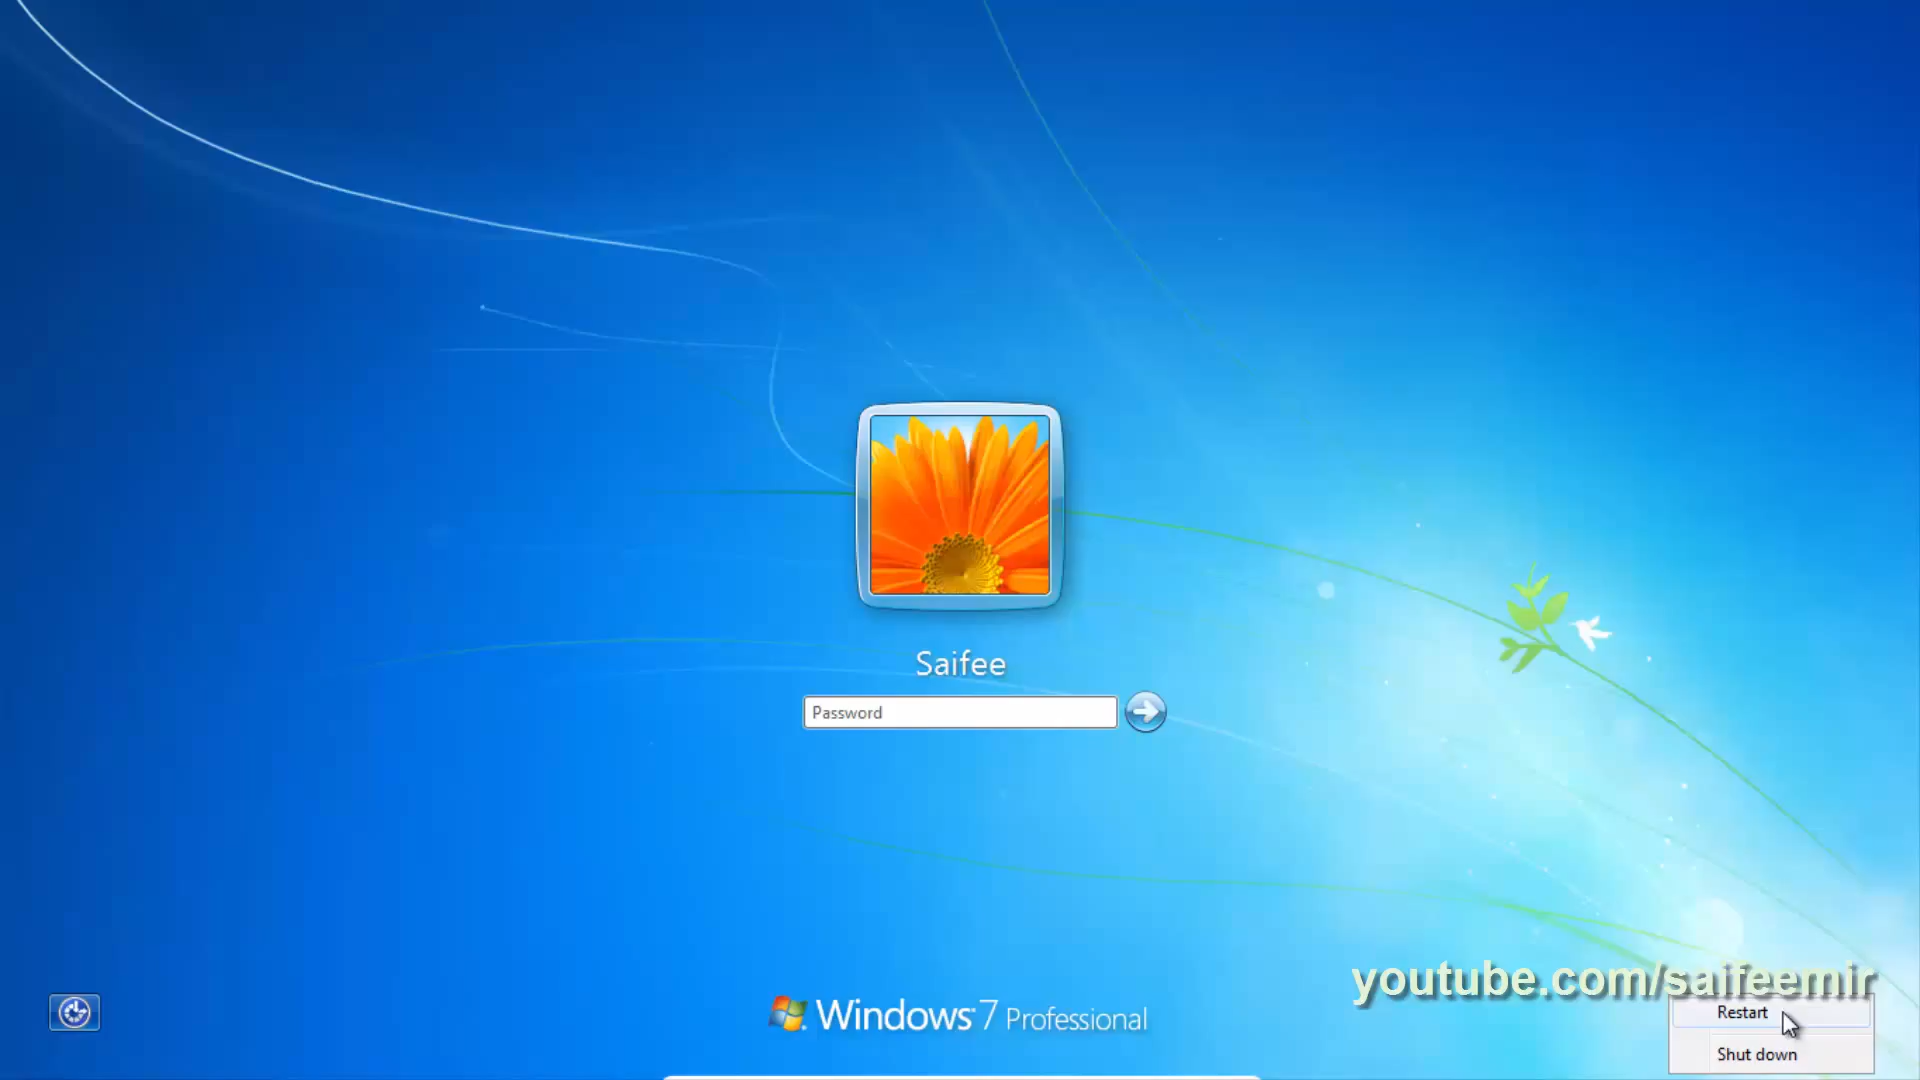 Saifee
Password
Windows 7 Professional
youtube.com/saifeemir
Restart
Shut down